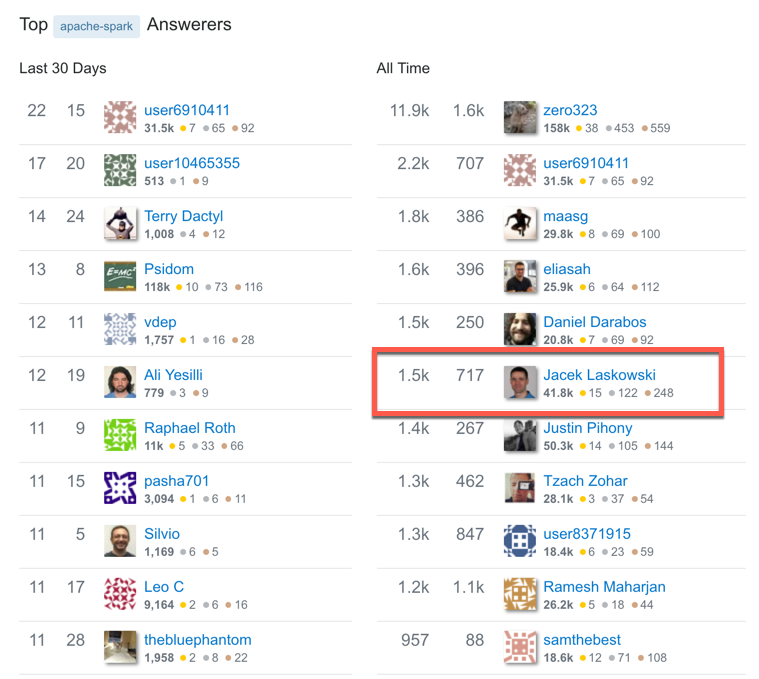 Top apache-spark Answerers
Last 30 Days
22 15 user6910411
31.5k 7 65 92
17 20 user10465355
513 1 9
14 24 Terry Dactyl
1,008 4 12
13 8 Psidom
118k 10 73 116
12 11 vdep
1,757 1 16 28
12 19 Ali Yesilli
779 3 9
11 9 Raphael Roth
11k 5 33 66
11 15 pasha701
3,094 1 6 11
11 5 Silvio
1,169 6 5
11 17 Leo C
9,164 2 6 16
11 28 thebluephantom
1,958 2 8 22
All Time
11.9k 1.6k zero323
158k 38 453 559
2.2k 707 user6910411
31.5k 7 65 92
1.8k 386 maasg
29.8k 8 69 100
1.6k 396 eliasah
25.9k 6 64 112
1.5k 250 Daniel Darabos
20.8k 7 69 92
1.5k 717 Jacek Laskowski
41.8k 15 122 248
1.4k 267 Justin Pihony
50.3k 14 105 144
1.3k 462 Tzach Zohar
28.1k 3 37 54
1.3k 847 user8371915
18.4k 6 23 59
1.2k 1.1k Ramesh Maharjan
26.2k 5 18 44
957 88 samthebest
18.6k 12 71 108